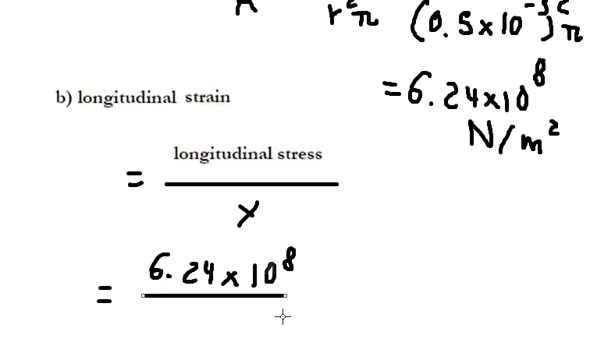 r²π (0.5×10⁻³)²π
=6.24×10⁸
N/m²
b) longitudinal strain
= longitudinal stress
Y
= 6.24×10⁸